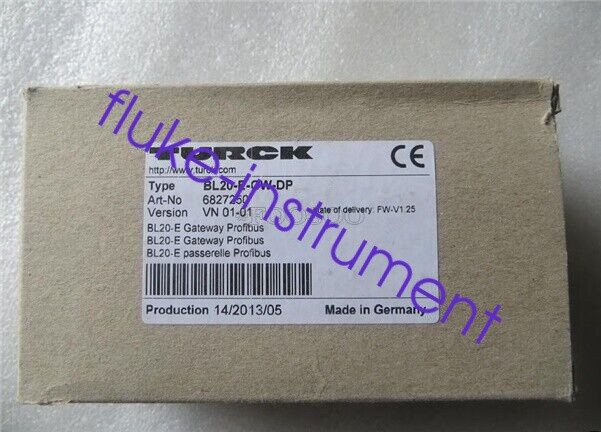 TURCK
CE
http://www.turck.com
Type BL20-E-GW-DP
Art-No 6827250
Version VN 01-01 state of delivery: FW-V1.25
BL20-E Gateway Profibus
BL20-E Gateway Profibus
BL20-E passerelle Profibus
Production 14/2013/05 Made in Germany
fluke-instrument